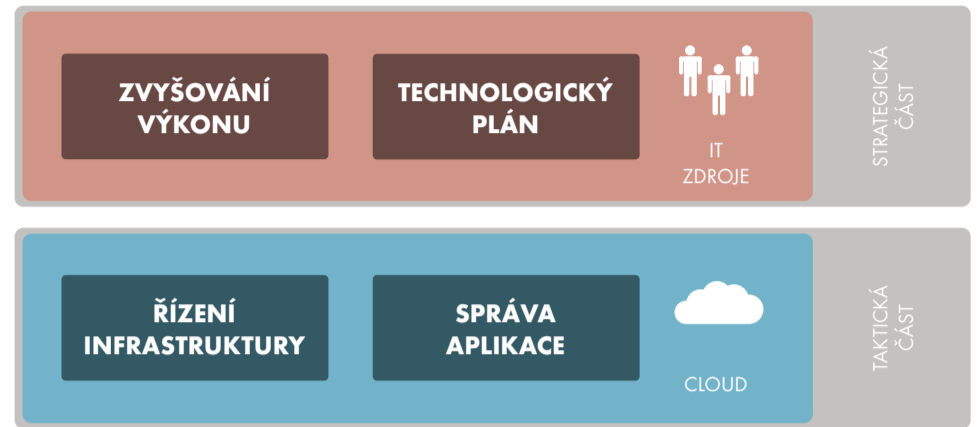 ZVYŠOVÁNÍ
VÝKONU
TECHNOLOGICKÝ
PLÁN
IT
ZDROJE
STRATEGICKÁ
ČÁST
ŘÍZENÍ
INFRASTRUKTURY
SPRÁVA
APLIKACE
CLOUD
TAKTICKÁ
ČÁST